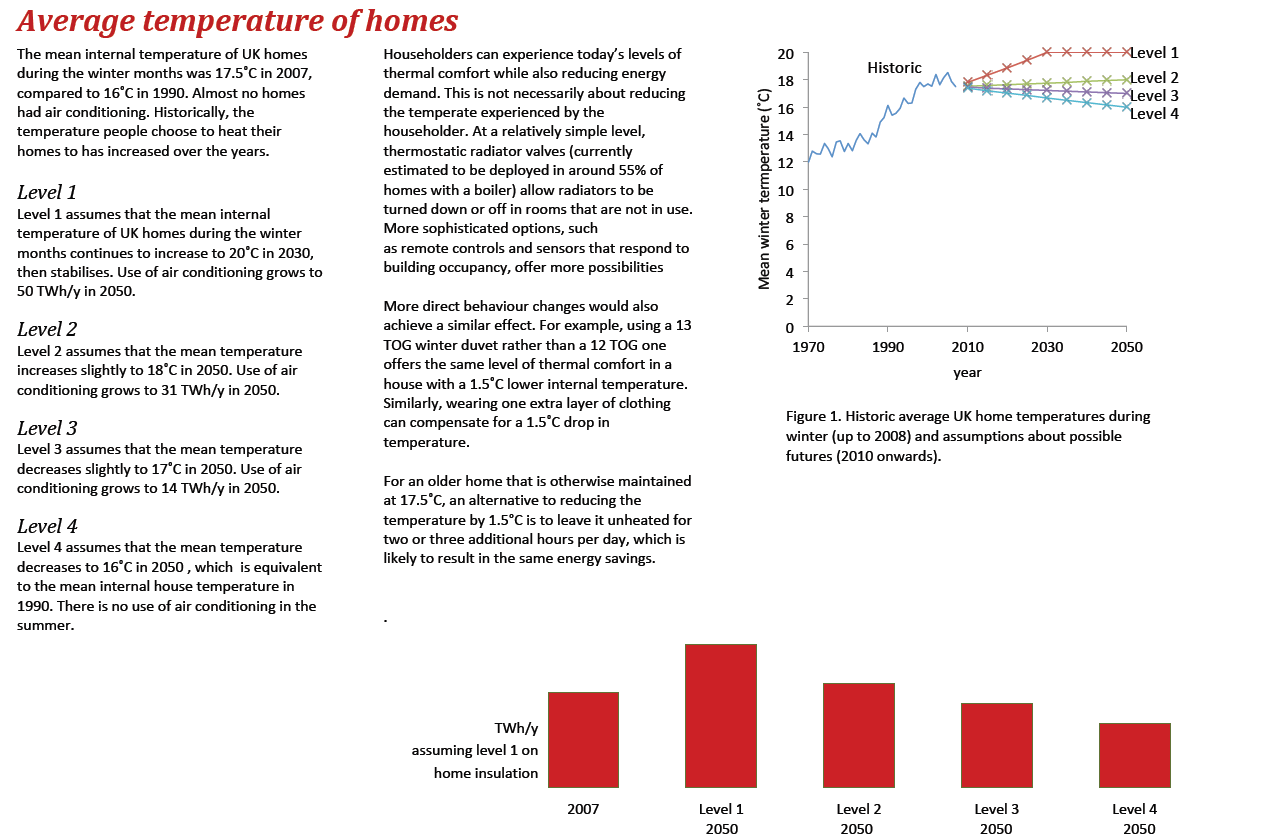 Average temperature of homes
The mean internal temperature of UK homes
during the winter months was 17.5˚C in 2007,
compared to 16˚C in 1990. Almost no homes
had air conditioning. Historically, the
temperature people choose to heat their
homes to has increased over the years.
Level 1
Level 1 assumes that the mean internal
temperature of UK homes during the winter
months continues to increase to 20˚C in 2030,
then stabilises. Use of air conditioning grows to
50 TWh/y in 2050.
Level 2
Level 2 assumes that the mean temperature
increases slightly to 18˚C in 2050. Use of air
conditioning grows to 31 TWh/y in 2050.
Level 3
Level 3 assumes that the mean temperature
decreases slightly to 17˚C in 2050. Use of air
conditioning grows to 14 TWh/y in 2050.
Level 4
Level 4 assumes that the mean temperature
decreases to 16˚C in 2050 , which  is equivalent
to the mean internal house temperature in
1990. There is no use of air conditioning in the
summer.
Householders can experience today’s levels of
thermal comfort while also reducing energy
demand. This is not necessarily about reducing
the temperate experienced by the
householder. At a relatively simple level,
thermostatic radiator valves (currently
estimated to be deployed in around 55% of
homes with a boiler) allow radiators to be
turned down or off in rooms that are not in use.
More sophisticated options, such
as remote controls and sensors that respond to
building occupancy, offer more possibilities
More direct behaviour changes would also
achieve a similar effect. For example, using a 13
TOG winter duvet rather than a 12 TOG one
offers the same level of thermal comfort in a
house with a 1.5˚C lower internal temperature.
Similarly, wearing one extra layer of clothing
can compensate for a 1.5˚C drop in
temperature.
For an older home that is otherwise maintained
at 17.5˚C, an alternative to reducing the
temperature by 1.5˚C is to leave it unheated for
two or three additional hours per day, which is
likely to result in the same energy savings.
.
Mean winter termperature (˚C)
20
18
16
14
12
10
8
6
4
2
0
Historic
Level 1
Level 2
Level 3
Level 4
1970
1990
2010
2030
2050
year
Figure 1. Historic average UK home temperatures during
winter (up to 2008) and assumptions about possible
futures (2010 onwards).
TWh/y
assuming level 1 on
home insulation
2007
Level 1
2050
Level 2
2050
Level 3
2050
Level 4
2050